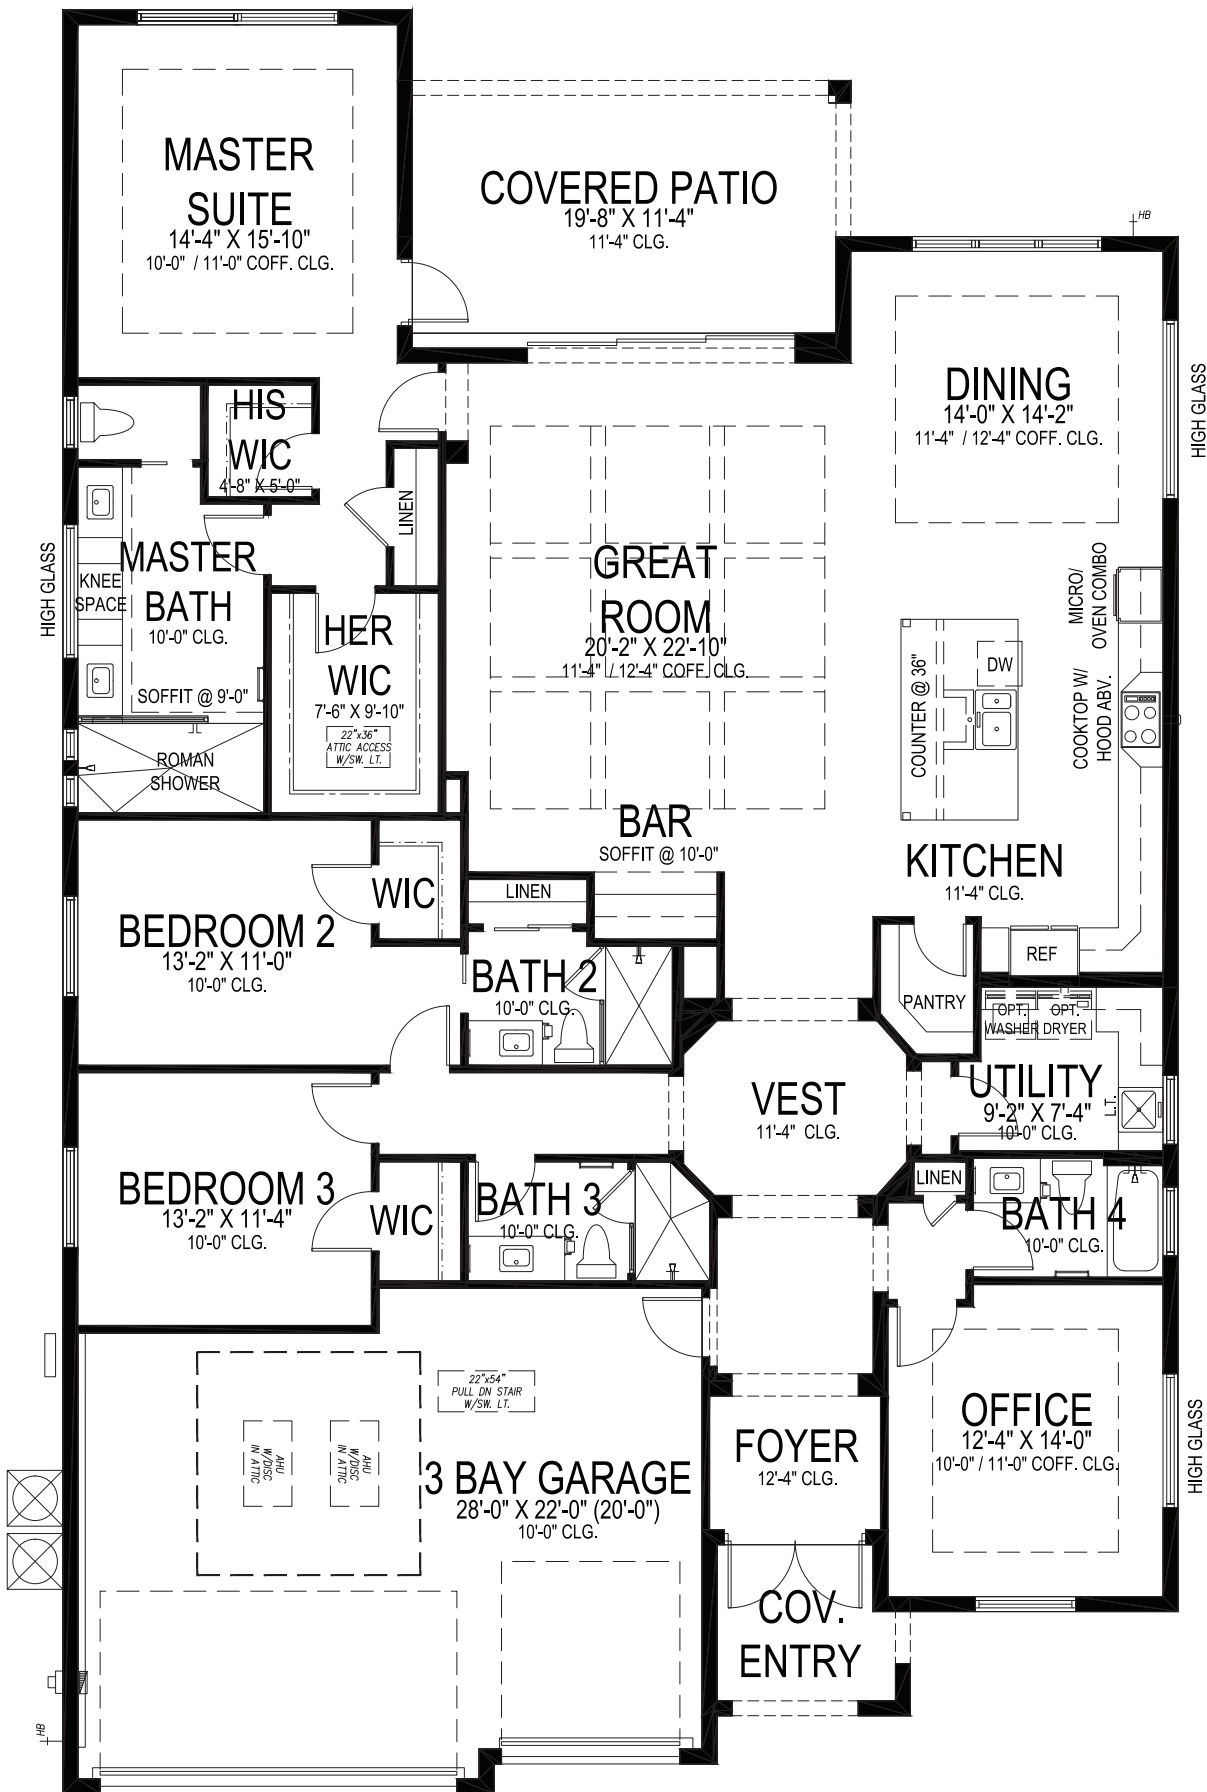 MASTER
SUITE
14'-4" X 15'-10"
10'-0" / 11'-0" COFF. CLG.
COVERED PATIO
19'-8" X 11'-4"
11'-4" CLG.
HB
DINING
14'-0" X 14'-2"
11'-4" / 12'-4" COFF. CLG.
HIGH GLASS
HIS
WIC
4'-8" X 5'-0"
LINEN
HIGH GLASS
MASTER
BATH
10'-0" CLG.
KNEE
SPACE
SOFFIT @ 9'-0"
ROMAN
SHOWER
HER
WIC
7'-6" X 9'-10"
22"x36"
ATTIC ACCESS
W/SW. LT.
GREAT
ROOM
20'-2" X 22'-10"
11'-4" / 12'-4" COFF. CLG.
MICRO/
OVEN COMBO
COUNTER @ 36"
DW
COOKTOP W/
HOOD ABV.
BAR
SOFFIT @ 10'-0"
KITCHEN
11'-4" CLG.
REF
PANTRY
WIC
LINEN
BEDROOM 2
13'-2" X 11'-0"
10'-0" CLG.
BATH 2
10'-0" CLG.
OPT.
WASHER
OPT.
DRYER
UTILITY
9'-2" X 7'-4"
10'-0" CLG.
L.T.
VEST
11'-4" CLG.
BEDROOM 3
13'-2" X 11'-4"
10'-0" CLG.
WIC
BATH 3
10'-0" CLG.
LINEN
BATH 4
10'-0" CLG.
22"x54"
PULL DN STAIR
W/SW. LT.
AHU
W/DISC
IN ATTIC
AHU
W/DISC
IN ATTIC
3 BAY GARAGE
28'-0" X 22'-0" (20'-0")
10'-0" CLG.
FOYER
12'-4" CLG.
OFFICE
12'-4" X 14'-0"
10'-0" / 11'-0" COFF. CLG.
HIGH GLASS
COV.
ENTRY
HB